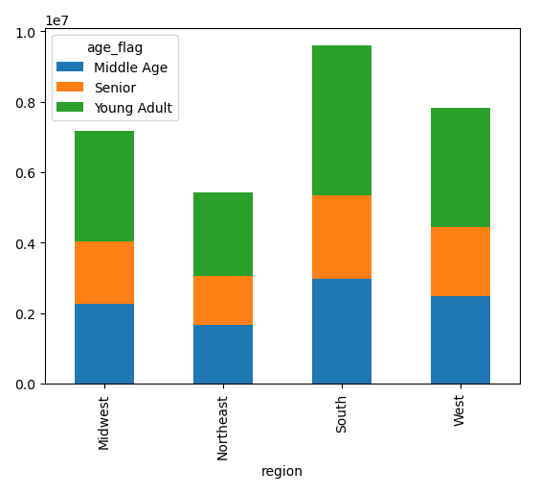 1e7
1.0
0.8
0.6
0.4
0.2
0.0
age_flag
Middle Age
Senior
Young Adult
Midwest
Northeast
South
West
region